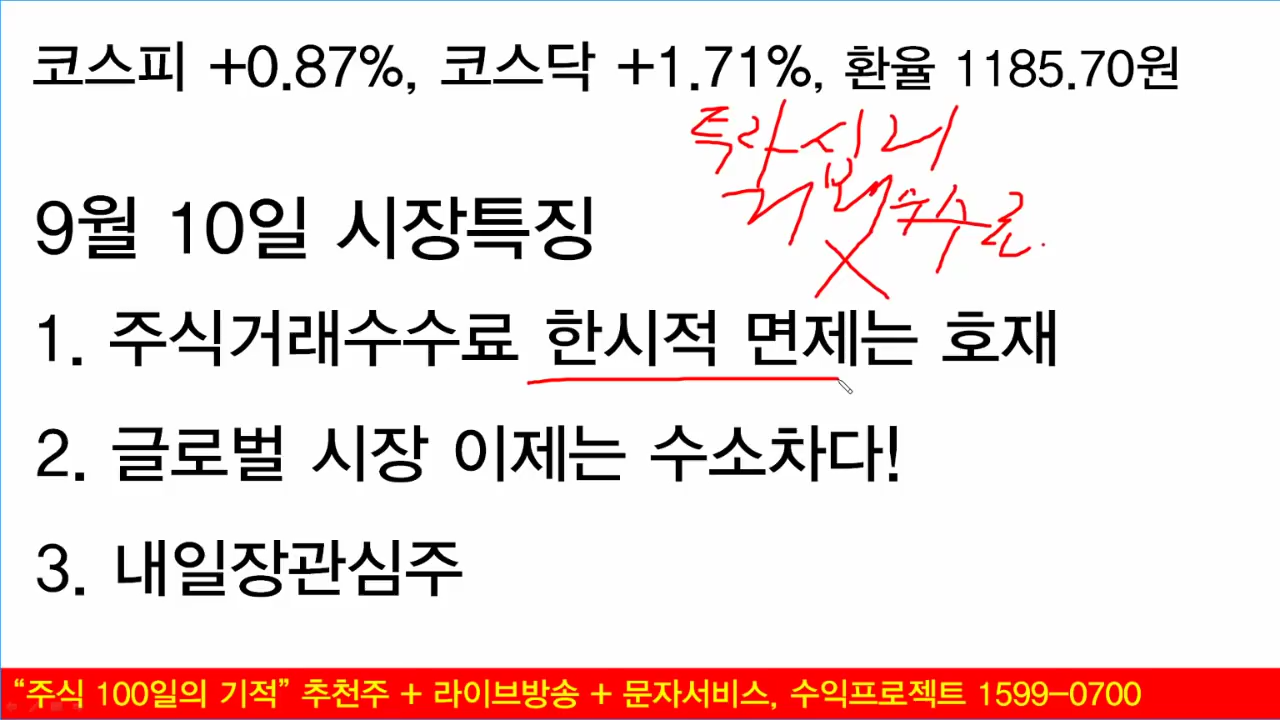 코스피 +0.87%, 코스닥 +1.71%, 환율 1185.70원
9월 10일 시장특징
수수료
1. 주식거래수수료 한시적 면제는 호재
2. 글로벌 시장 이제는 수소차다!
3. 내일장관심주
“주식 100일의 기적” 추천주 + 라이브방송 + 문자서비스, 수익프로젝트 1599-0700